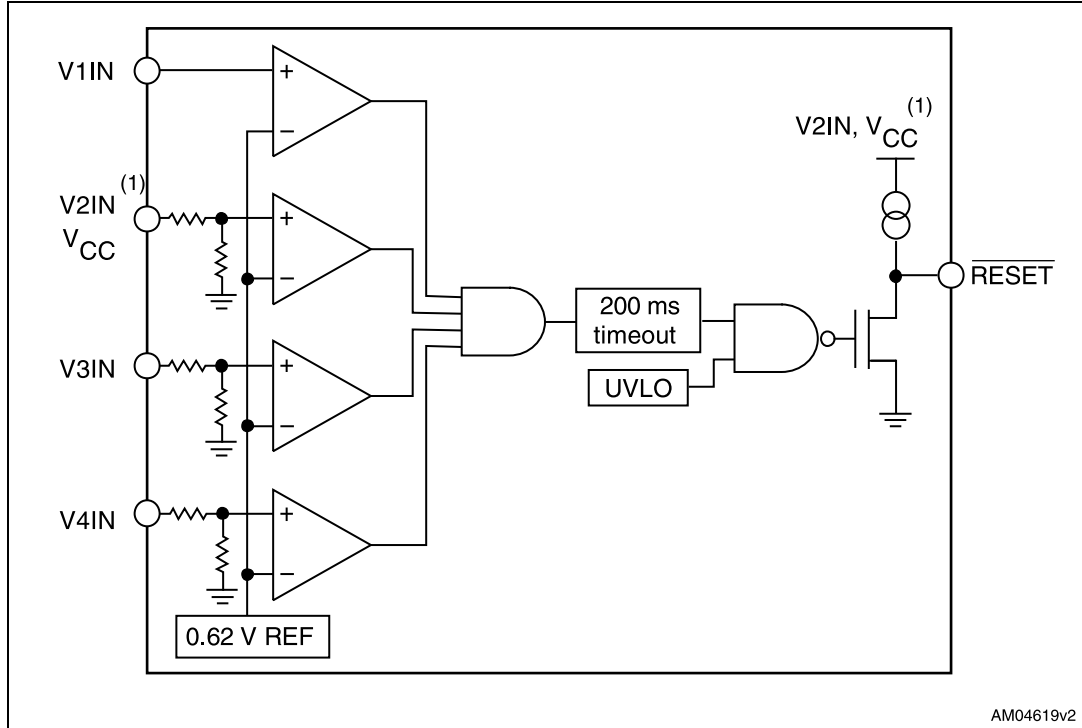 V1IN
+
−
V2IN (1)
VCC
+
−
V3IN
+
−
V4IN
+
−
0.62 V REF
200 ms
timeout
UVLO
V2IN, VCC (1)
RESET
AM04619v2